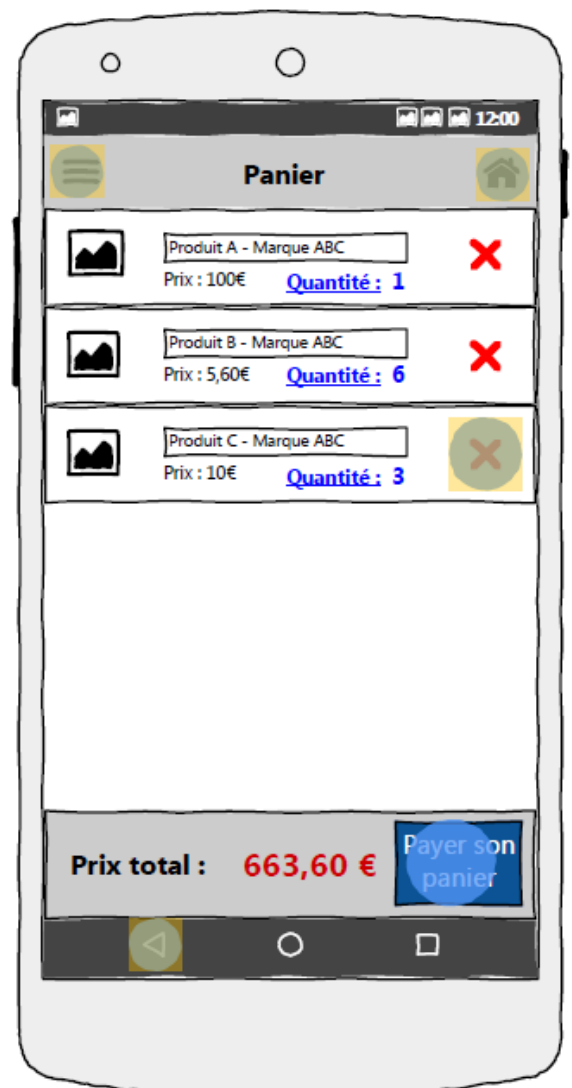 12:00
Panier
Produit A - Marque ABC
Prix : 100€ Quantité : 1
Produit B - Marque ABC
Prix : 5,60€ Quantité : 6
Produit C - Marque ABC
Prix : 10€ Quantité : 3
Prix total : 663,60 €
Payer son
panier